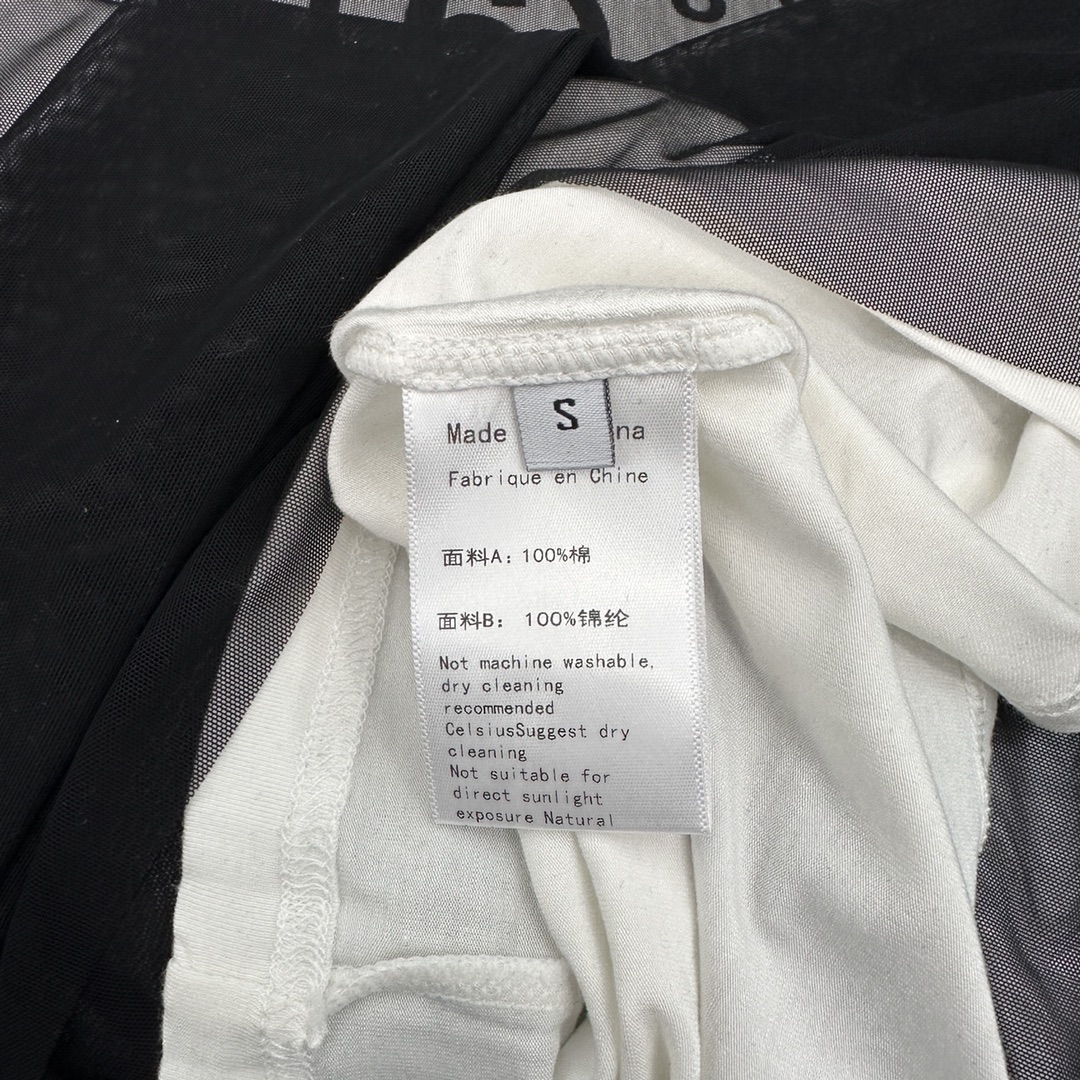 S
Made na
Fabrique en Chine
面料A: 100%棉
面料B: 100%锦纶
Not machine washable,
dry cleaning
recommended
CelsiusSuggest dry
cleaning
Not suitable for
direct sunlight
exposure Natural